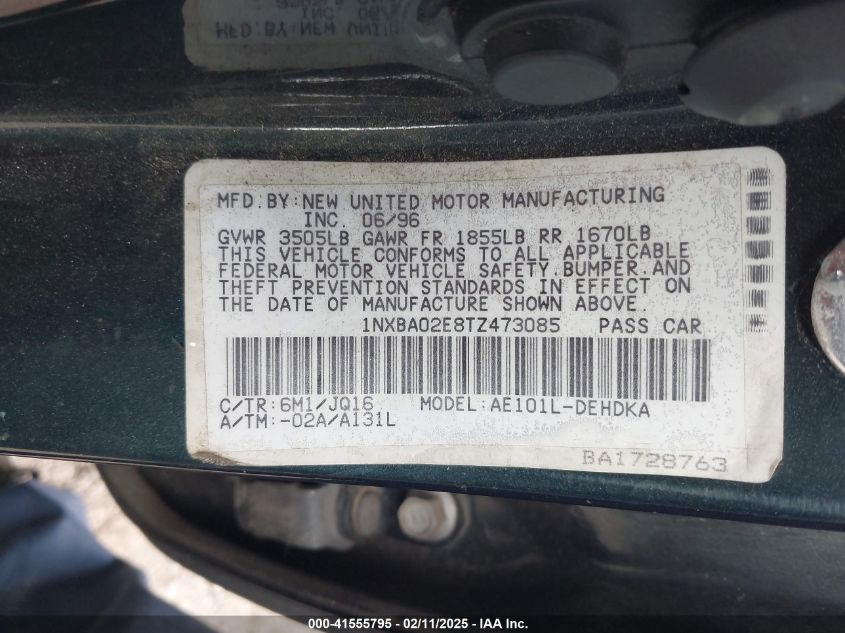 MFD.BY:NEW UNITED MOTOR MANUFACTURING
INC. 06/96
GVWR 3505LB GAWR FR 1855LB RR 1670LB
THIS VEHICLE CONFORMS TO ALL APPLICABLE
FEDERAL MOTOR VEHICLE SAFETY,BUMPER,AND
THEFT PREVENTION STANDARDS IN EFFECT ON
THE DATE OF MANUFACTURE SHOWN ABOVE.
1NXBA02E8TZ473085 PASS CAR
C/TR:6M1/JQ16 MODEL:AE101L-DEHDKA
A/TM:-02A/A131L
BA1728763
000-41555795 - 02/11/2025 - IAA Inc.